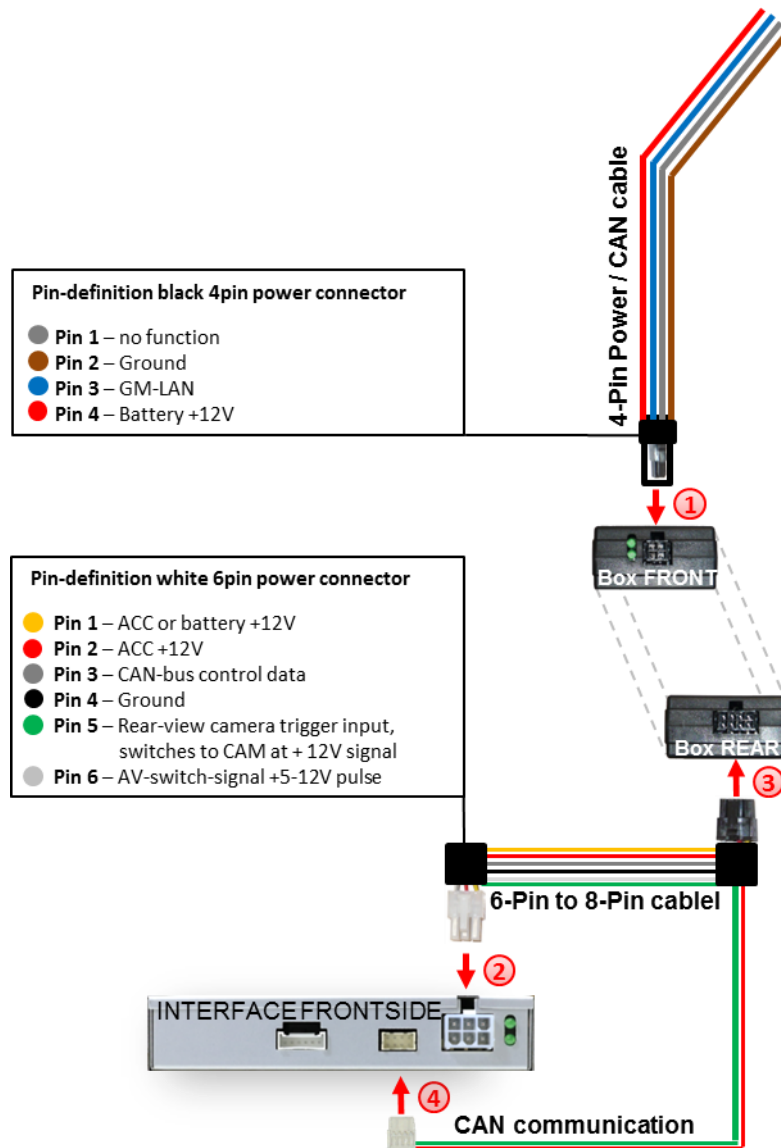 4-Pin Power / CAN cable
Pin-definition black 4pin power connector
Pin 1 – no function
Pin 2 – Ground
Pin 3 – GM-LAN
Pin 4 – Battery +12V
1
Box FRONT
Pin-definition white 6pin power connector
Pin 1 – ACC or battery +12V
Pin 2 – ACC +12V
Pin 3 – CAN-bus control data
Pin 4 – Ground
Pin 5 – Rear-view camera trigger input,
switches to CAM at + 12V signal
Pin 6 – AV-switch-signal +5-12V pulse
Box REAR
3
6-Pin to 8-Pin cablel
2
INTERFACE FRONTSIDE
4
CAN communication